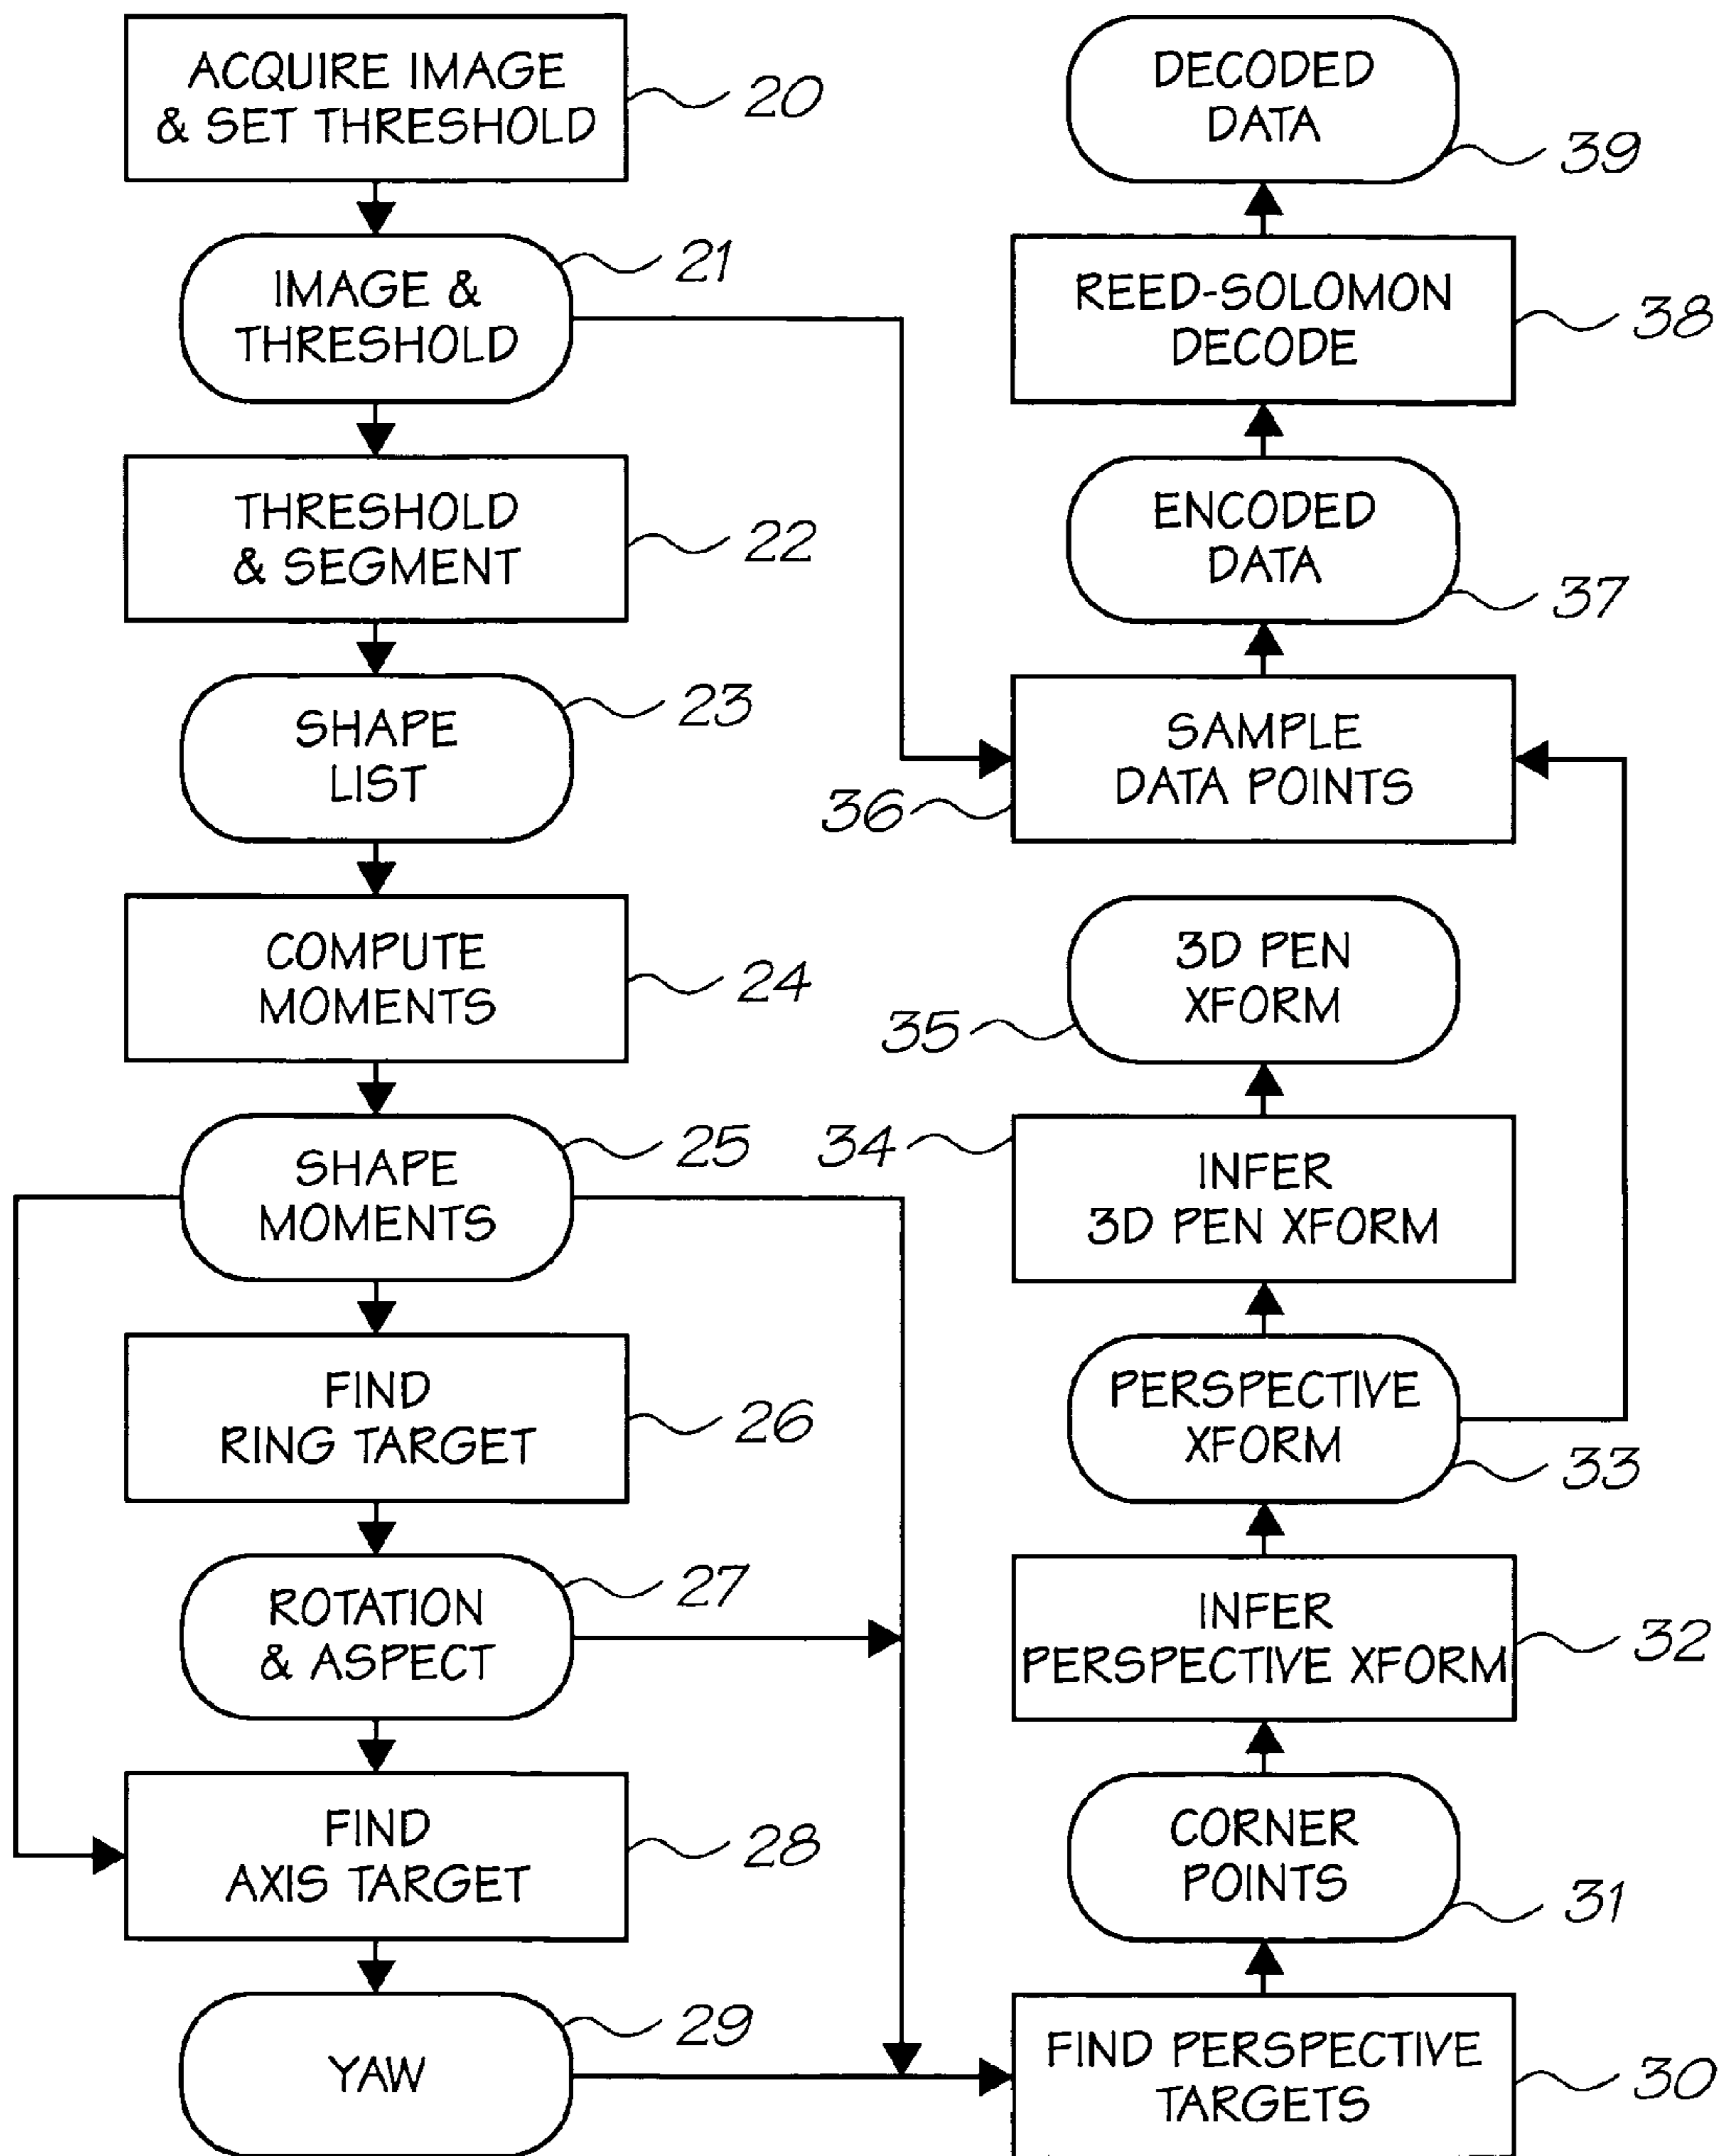 ACQUIRE IMAGE
& SET THRESHOLD
20
IMAGE &
THRESHOLD
21
THRESHOLD
& SEGMENT
22
SHAPE
LIST
23
COMPUTE
MOMENTS
24
SHAPE
MOMENTS
25
FIND
RING TARGET
26
ROTATION
& ASPECT
27
FIND
AXIS TARGET
28
YAW
29
DECODED
DATA
39
REED-SOLOMON
DECODE
38
ENCODED
DATA
37
SAMPLE
DATA POINTS
36
3D PEN
XFORM
35
INFER
3D PEN XFORM
34
PERSPECTIVE
XFORM
33
INFER
PERSPECTIVE XFORM
32
CORNER
POINTS
31
FIND PERSPECTIVE
TARGETS
30